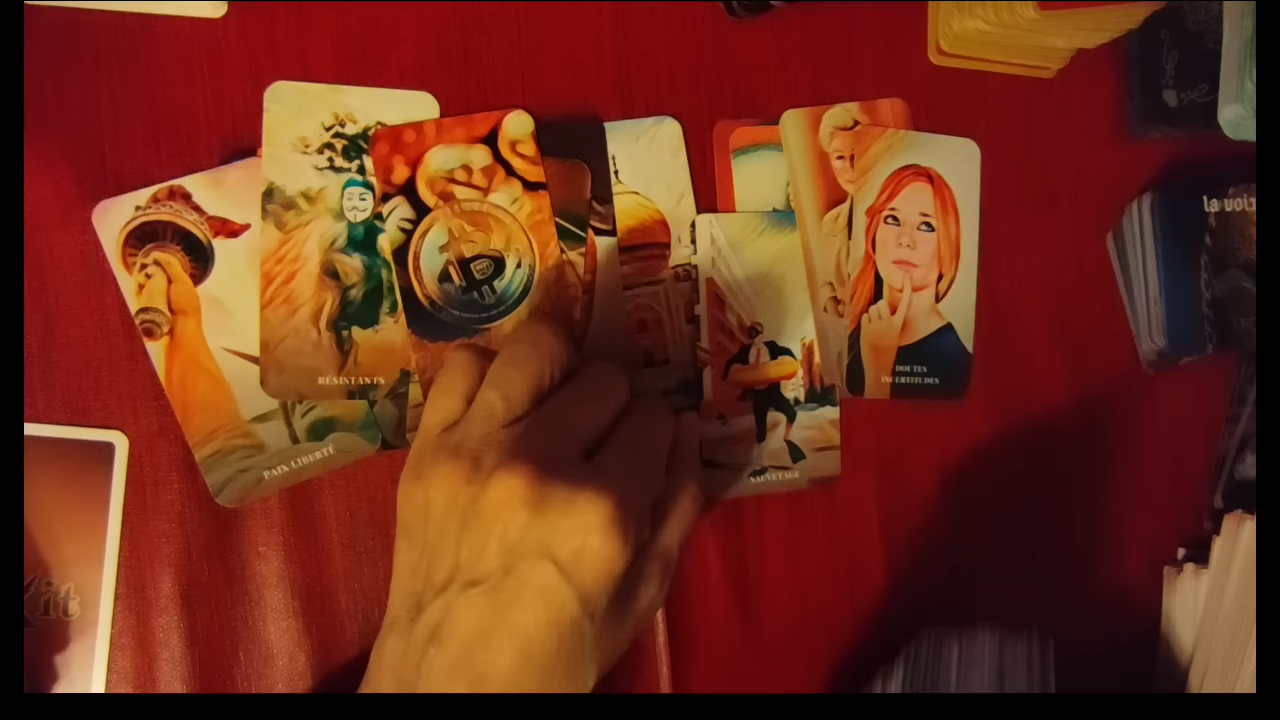 PAIX LIBERTÉ
RÉSISTANTS
SAUVETAGE
DOUTES
INCERTITUDES
la voix